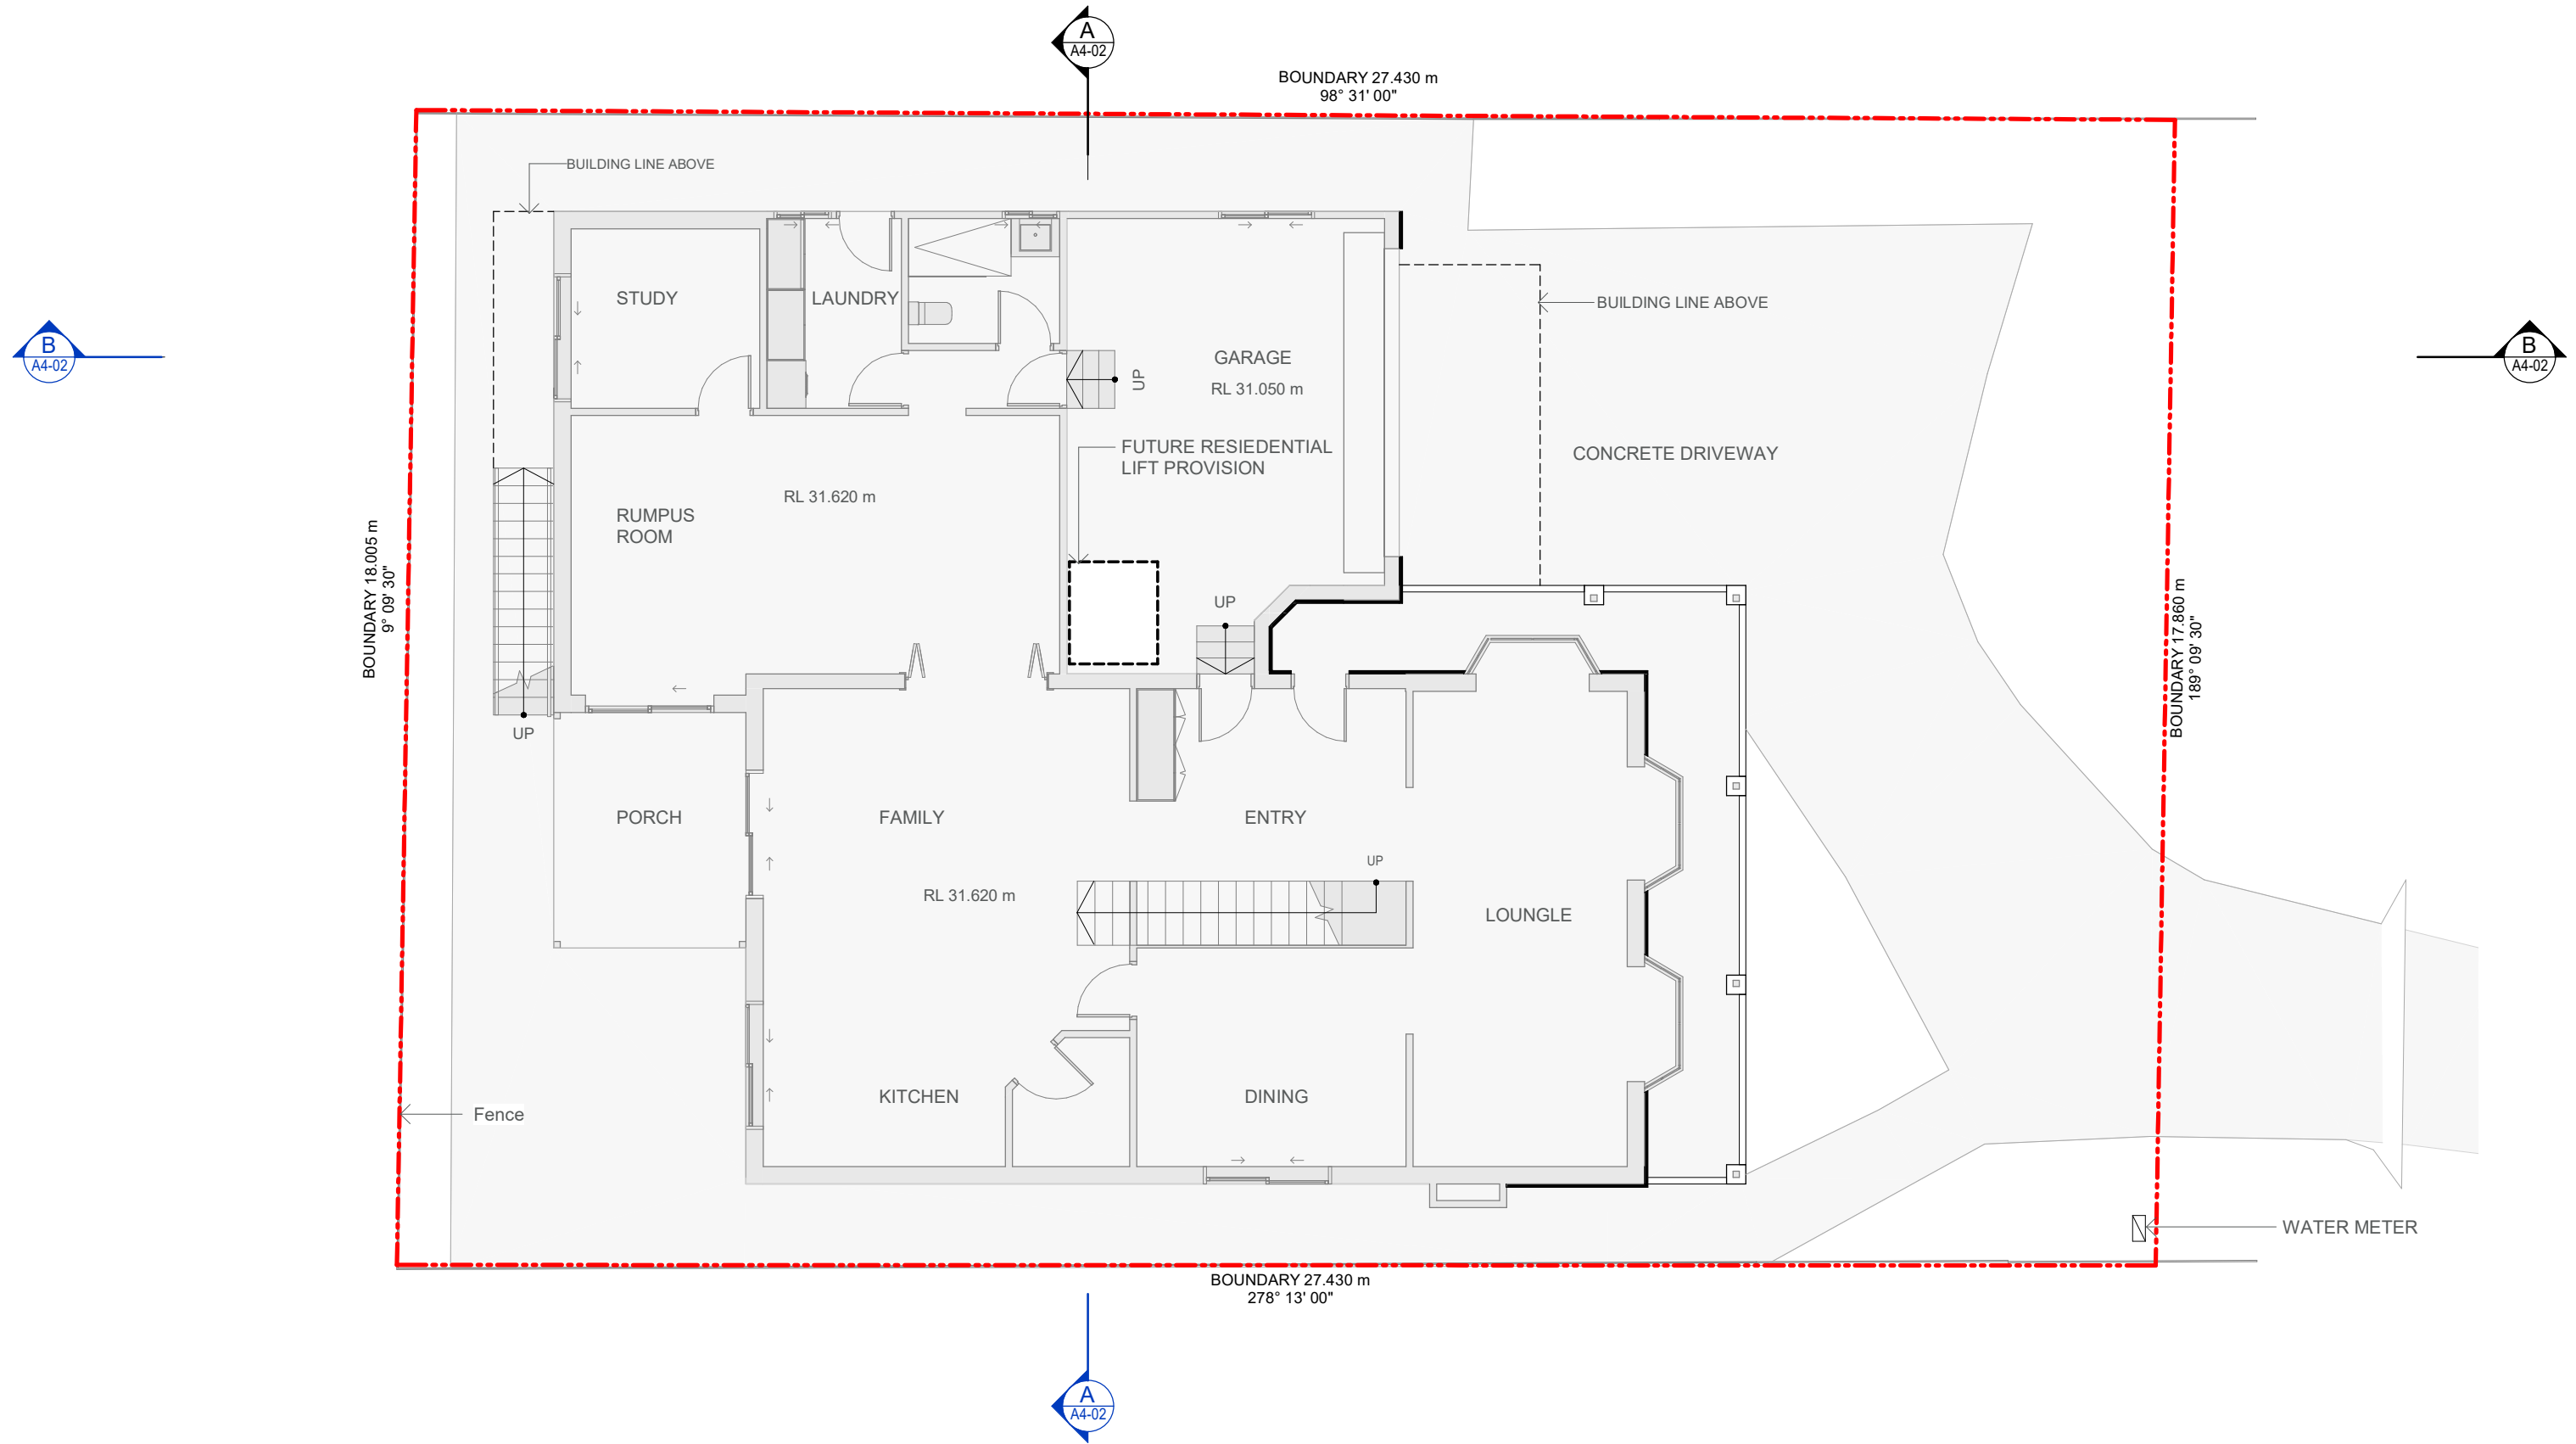 A
A4-02
BOUNDARY 27.430 m
98° 31' 00"
BUILDING LINE ABOVE
STUDY
LAUNDRY
BUILDING LINE ABOVE
B
A4-02
B
A4-02
GARAGE
RL 31.050 m
UP
FUTURE RESIEDENTIAL
LIFT PROVISION
CONCRETE DRIVEWAY
RL 31.620 m
RUMPUS
ROOM
BOUNDARY 18.005 m
9° 09' 30"
UP
BOUNDARY 17.860 m
189° 09' 30"
UP
PORCH
FAMILY
ENTRY
UP
RL 31.620 m
LOUNGLE
KITCHEN
DINING
Fence
WATER METER
BOUNDARY 27.430 m
278° 13' 00"
A
A4-02